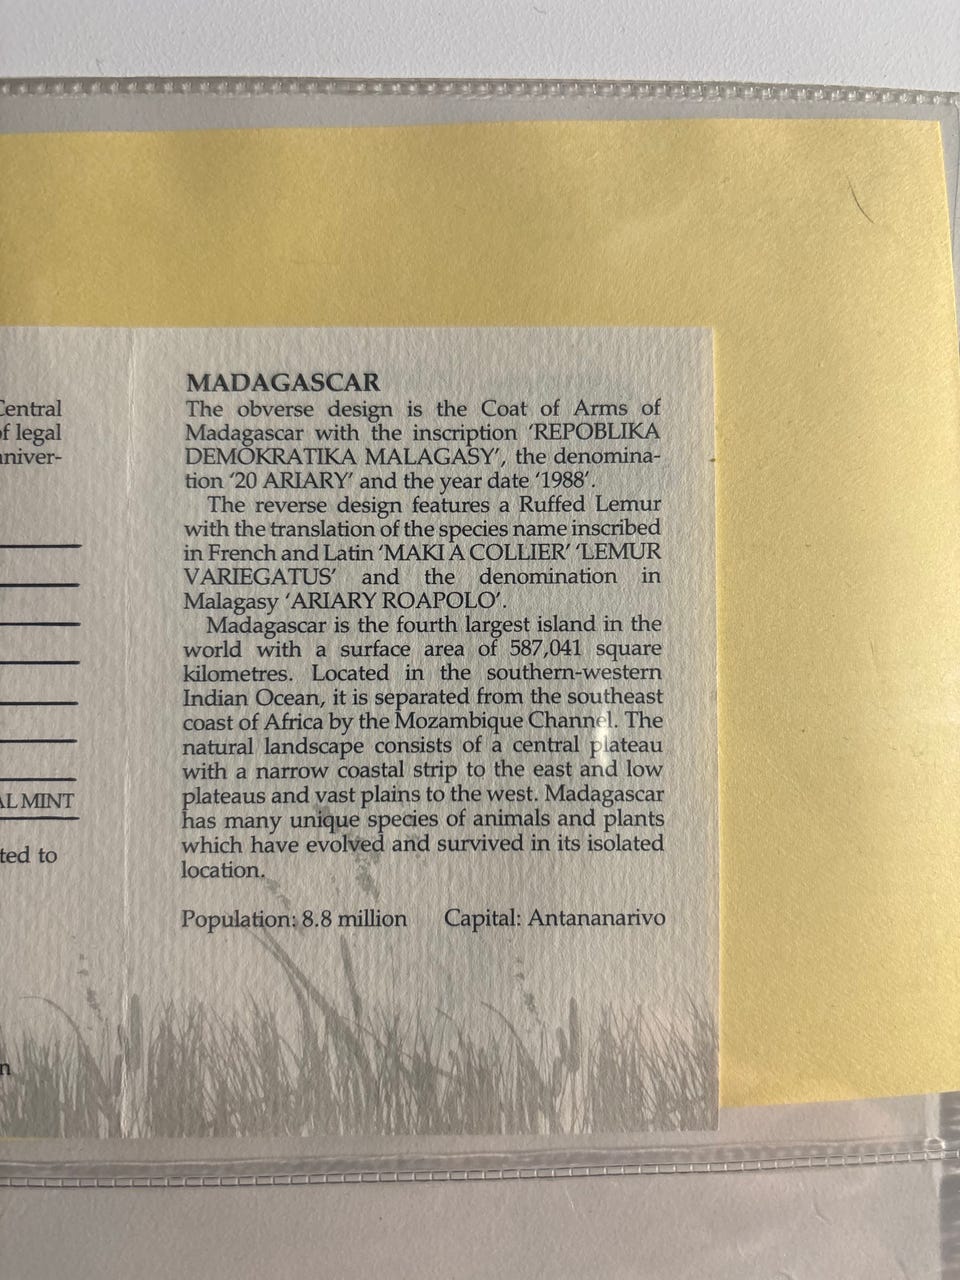 Central
of legal
niver-
AL MINT
ted to
n
MADAGASCAR
The obverse design is the Coat of Arms of
Madagascar with the inscription ‘REPOBLIKA
DEMOKRATIKA MALAGASY’, the denomina-
tion ‘20 ARIARY’ and the year date ‘1988’.
The reverse design features a Ruffed Lemur
with the translation of the species name inscribed
in French and Latin ‘MAKI A COLLIER’ ‘LEMUR
VARIEGATUS’ and the denomination in
Malagasy ‘ARIARY ROAPOLO’.
Madagascar is the fourth largest island in the
world with a surface area of 587,041 square
kilometres. Located in the southern-western
Indian Ocean, it is separated from the southeast
coast of Africa by the Mozambique Channel. The
natural landscape consists of a central plateau
with a narrow coastal strip to the east and low
plateaus and vast plains to the west. Madagascar
has many unique species of animals and plants
which have evolved and survived in its isolated
location.
Population: 8.8 million Capital: Antananarivo